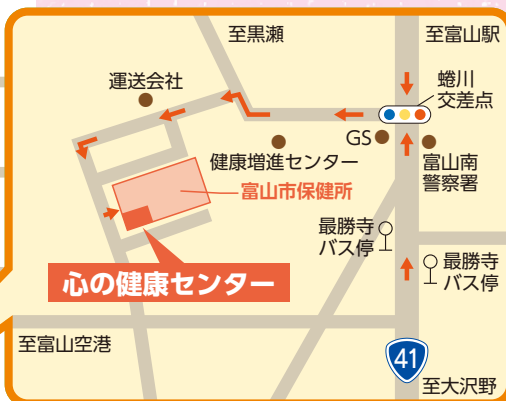 至黒瀬
至富山駅
運送会社
蜷川
交差点
GS
健康増進センター
富山南
警察署
富山市保健所
最勝寺
バス停
最勝寺
バス停
心の健康センター
至富山空港
41
至大沢野